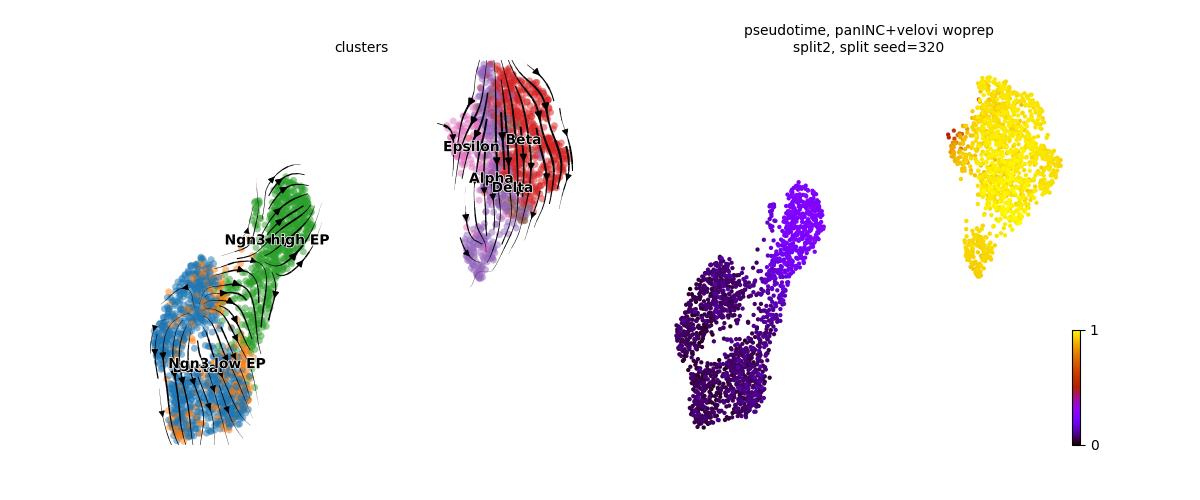 clusters
pseudotime, panINC+velovi woprep
split2, split seed=320
Epsilon
Beta
Alpha
Delta
Ngn3 high EP
Ngn3 low EP
1
0